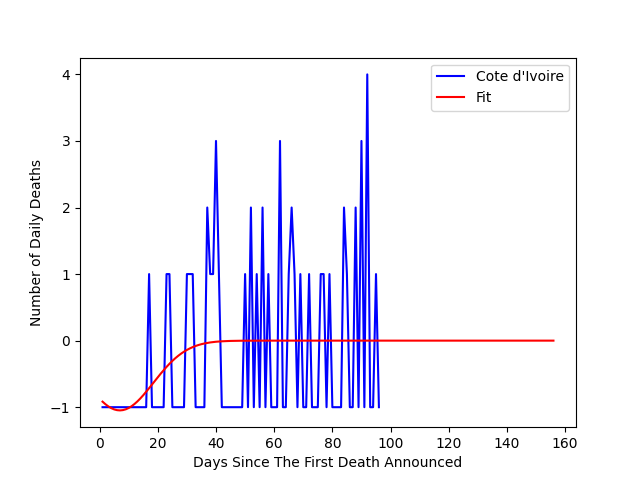 Cote d'Ivoire
Fit
Number of Daily Deaths
4
3
2
1
0
−1
0 20 40 60 80 100 120 140 160
Days Since The First Death Announced